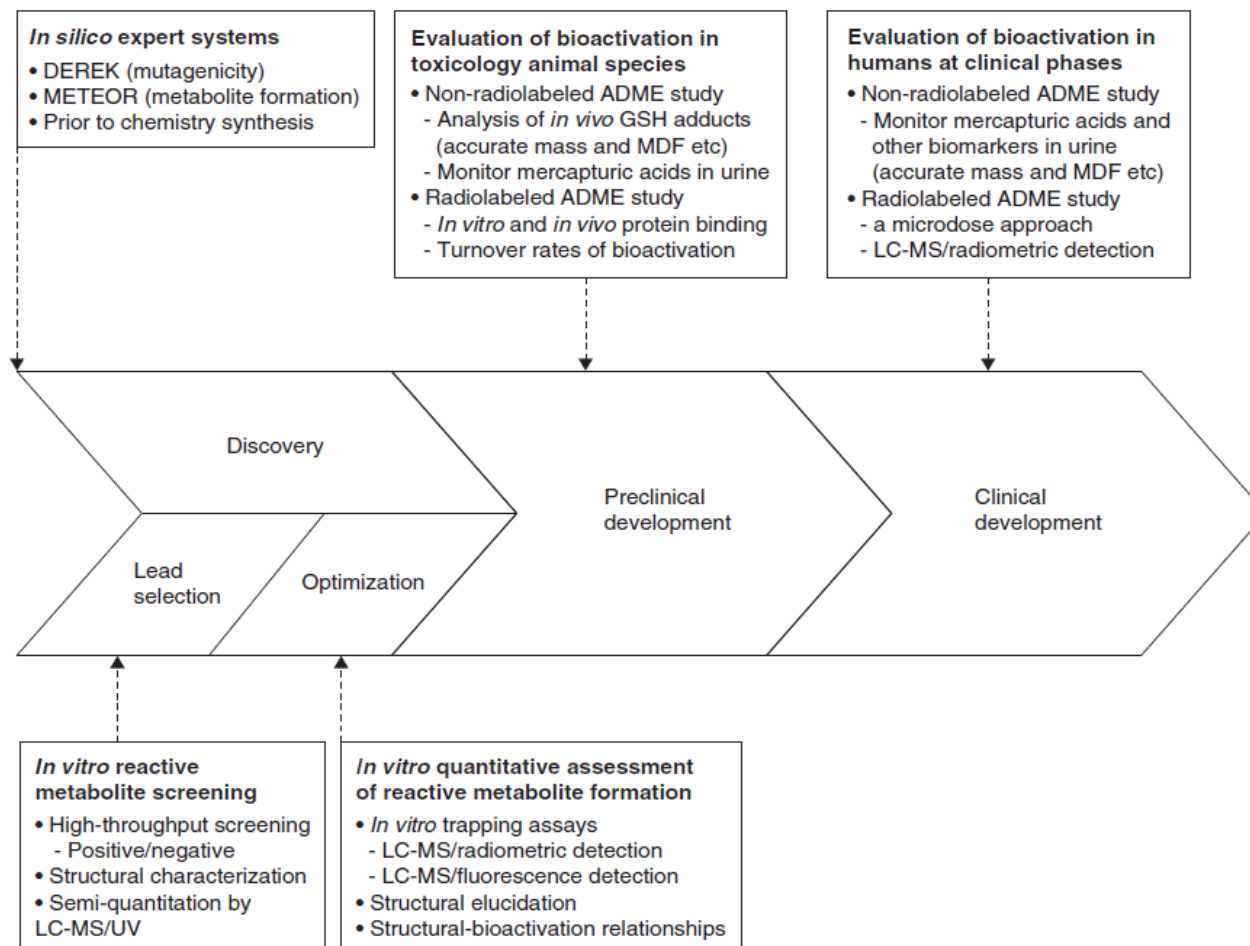 In silico expert systems
• DEREK (mutagenicity)
• METEOR (metabolite formation)
• Prior to chemistry synthesis
Evaluation of bioactivation in
toxicology animal species
• Non-radiolabeled ADME study
- Analysis of in vivo GSH adducts
(accurate mass and MDF etc)
- Monitor mercapturic acids in urine
• Radiolabeled ADME study
- In vitro and in vivo protein binding
- Turnover rates of bioactivation
Evaluation of bioactivation in
humans at clinical phases
• Non-radiolabeled ADME study
- Monitor mercapturic acids and
other biomarkers in urine
(accurate mass and MDF etc)
• Radiolabeled ADME study
- a microdose approach
- LC-MS/radiometric detection
Discovery
Lead
selection
Optimization
Preclinical
development
Clinical
development
In vitro reactive
metabolite screening
• High-throughput screening
- Positive/negative
• Structural characterization
• Semi-quantitation by
LC-MS/UV
In vitro quantitative assessment
of reactive metabolite formation
• In vitro trapping assays
- LC-MS/radiometric detection
- LC-MS/fluorescence detection
• Structural elucidation
• Structural-bioactivation relationships